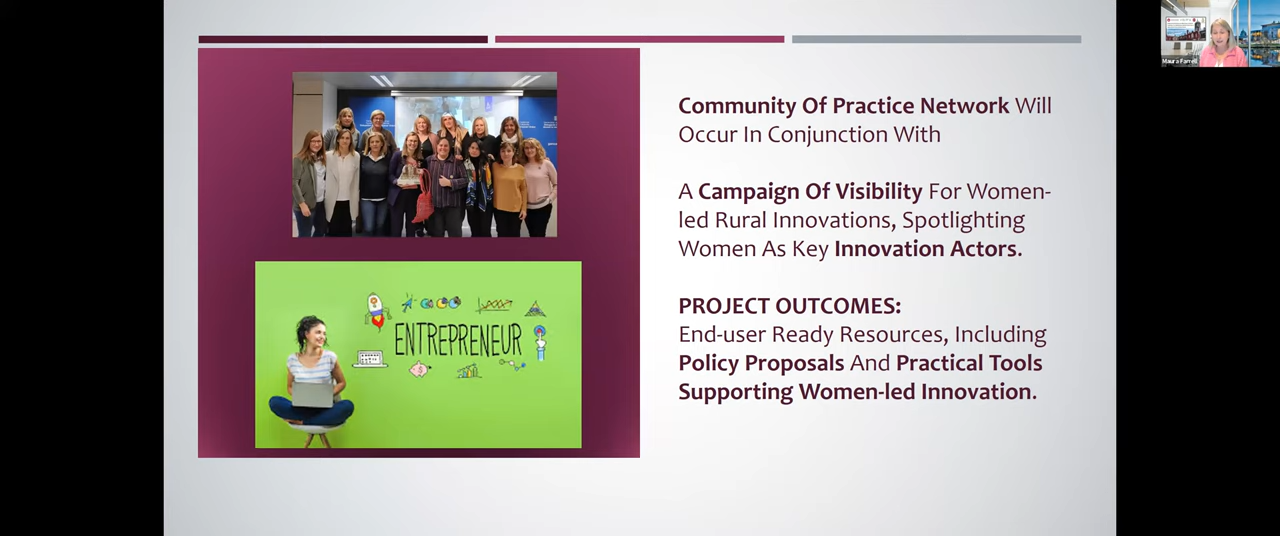 Maura Farrell
Community Of Practice Network Will
Occur In Conjunction With
A Campaign Of Visibility For Women-
led Rural Innovations, Spotlighting
Women As Key Innovation Actors.
ENTREPRENEUR
PROJECT OUTCOMES:
End-user Ready Resources, Including
Policy Proposals And Practical Tools
Supporting Women-led Innovation.